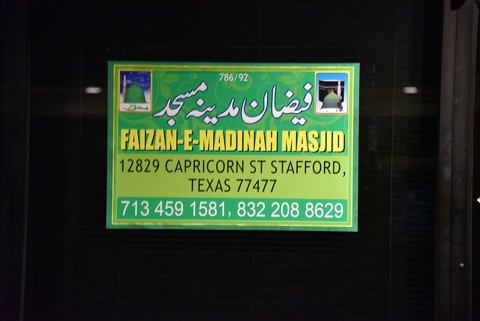 786/92
فیضان مدینہ مسجد
FAIZAN-E-MADINAH MASJID
12829 CAPRICORN ST STAFFORD,
TEXAS 77477
713 459 1581, 832 208 8629